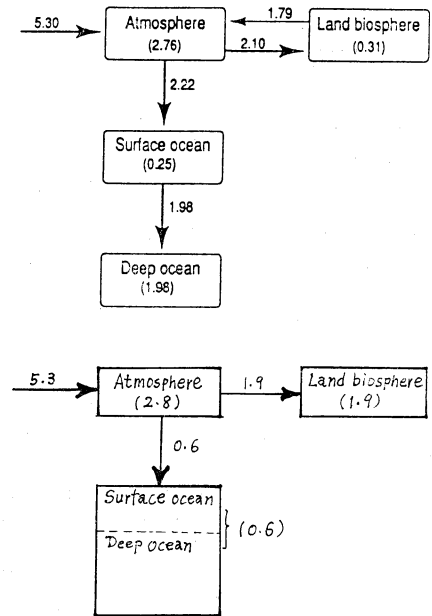 5.30
Atmosphere
(2.76)
1.79
2.10
Land biosphere
(0.31)
2.22
Surface ocean
(0.25)
1.98
Deep ocean
(1.98)
5.3
Atmosphere
(2.8)
1.9
Land biosphere
(1.9)
0.6
Surface ocean
Deep ocean
(0.6)